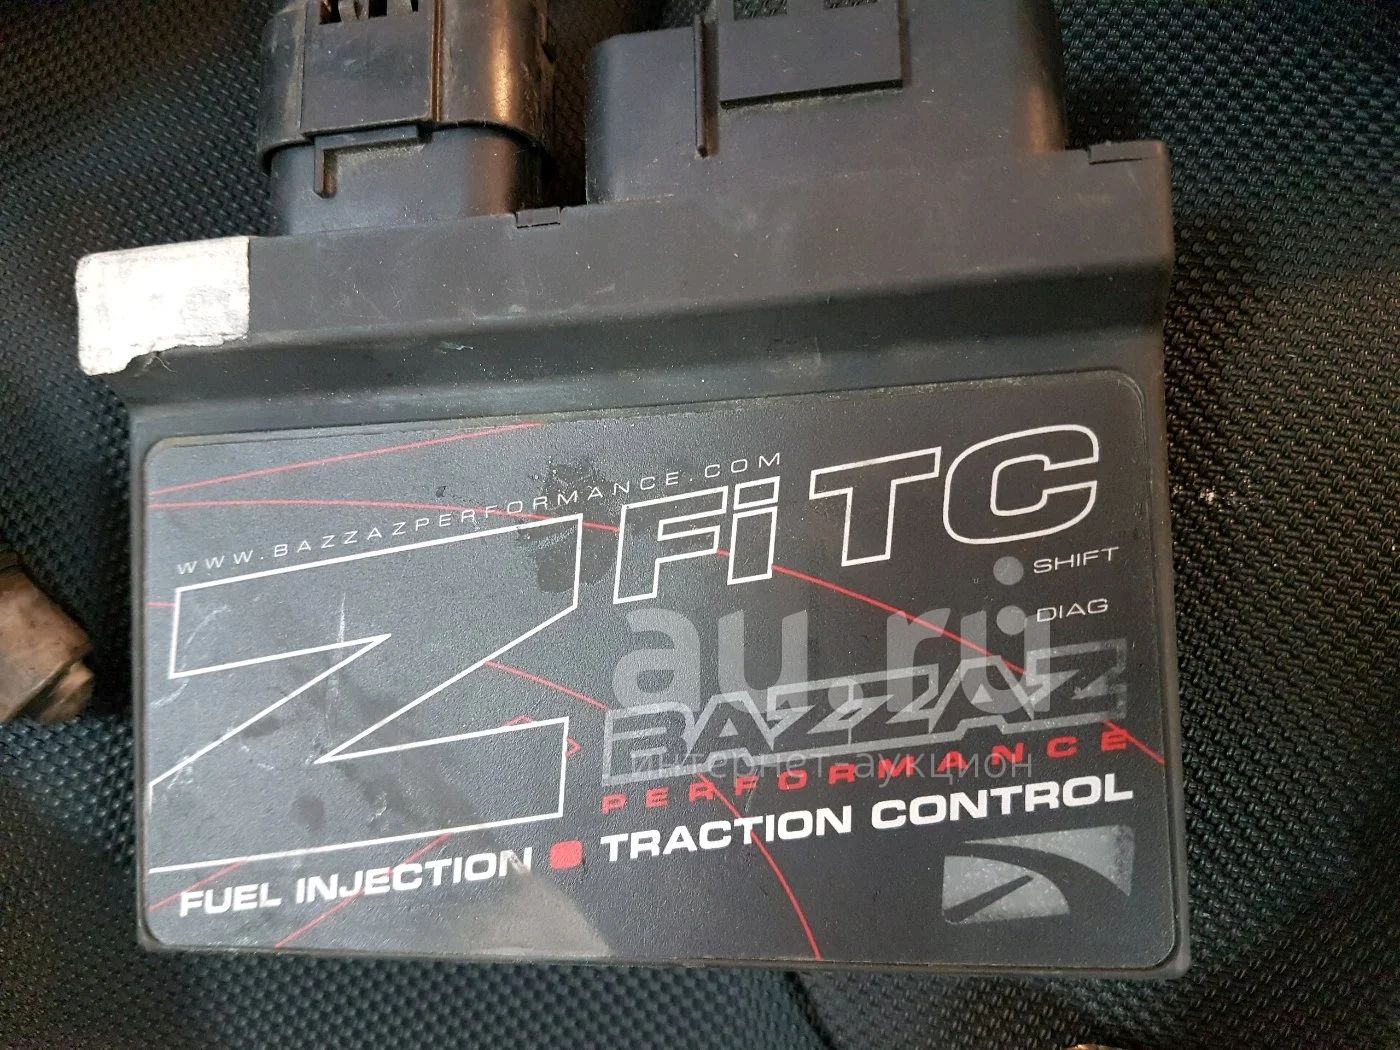 WWW.BAZZAZPERFORMANCE.COM
Z Fi TC
SHIFT
DIAG
au.ru
BAZZAZ
интернет-аукцион
PERFORMANCE
FUEL INJECTION TRACTION CONTROL